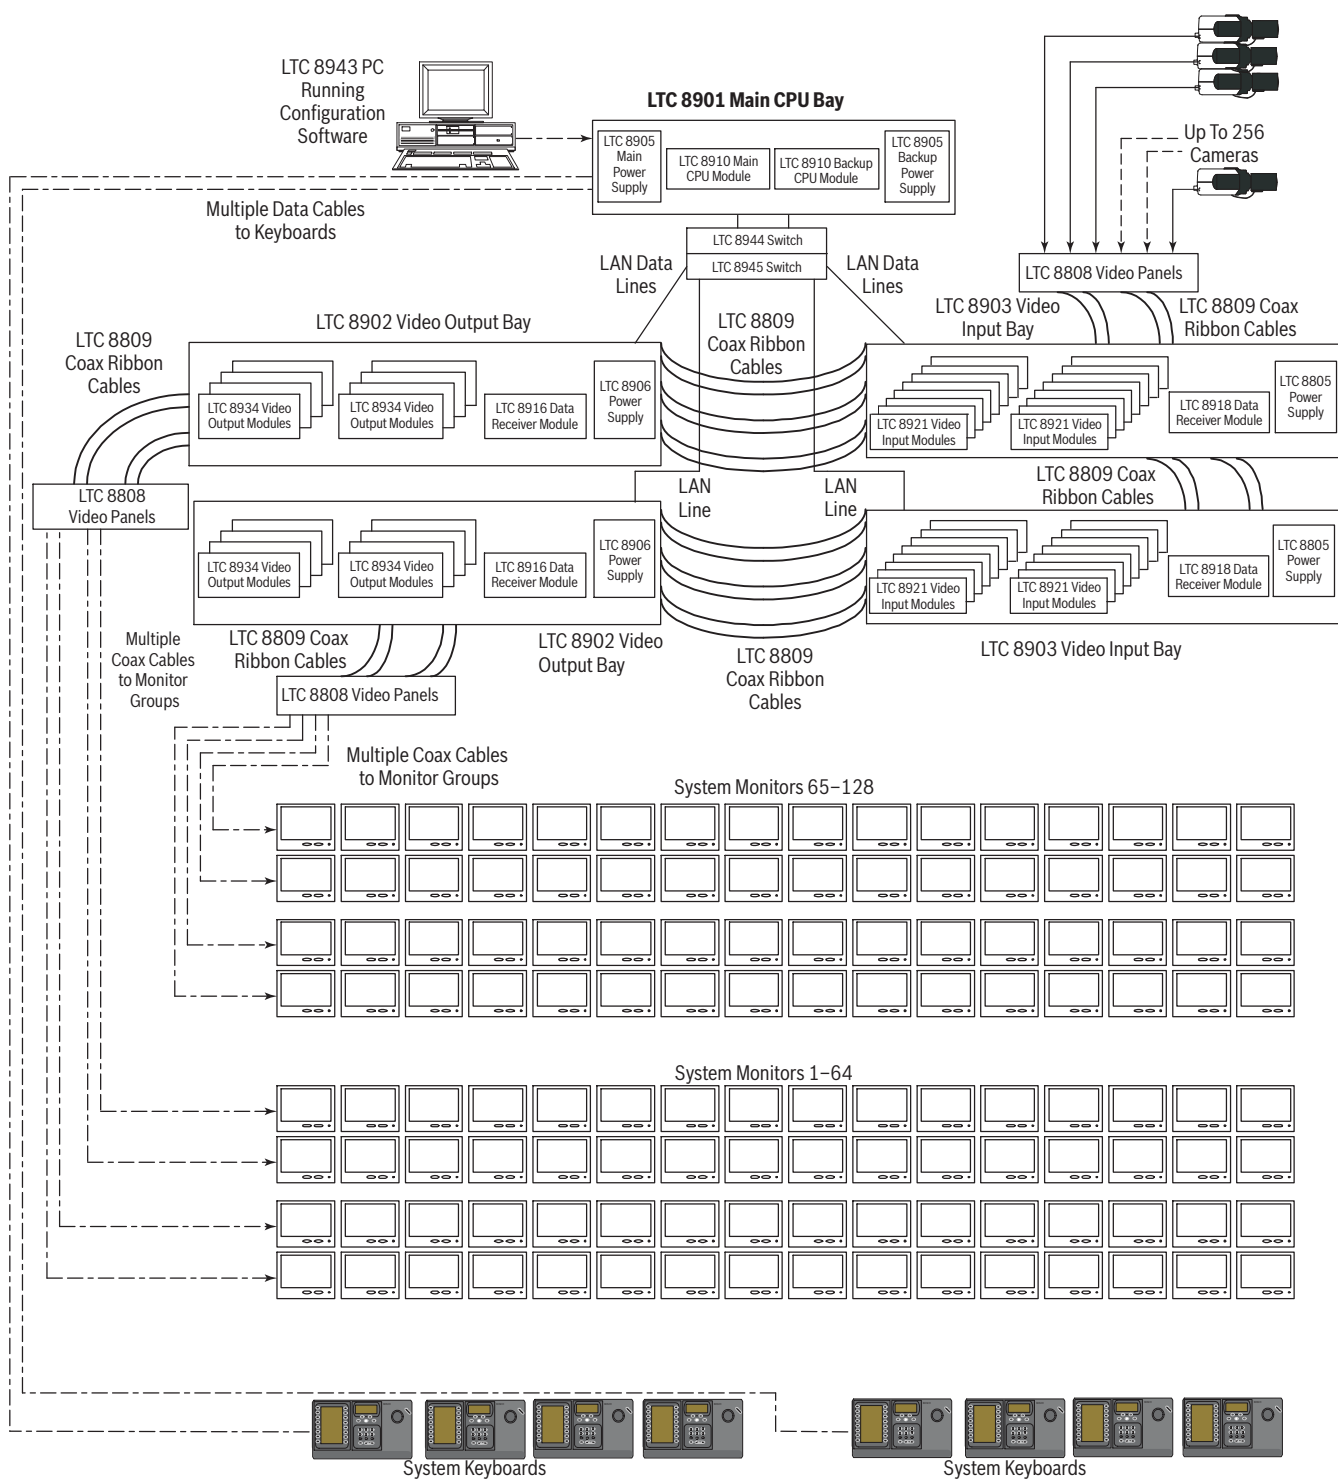 LTC 8943 PC
Running
Configuration
Software
LTC 8901 Main CPU Bay
LTC 8905
Main
Power
Supply
LTC 8910 Main
CPU Module
LTC 8910 Backup
CPU Module
LTC 8905
Backup
Power
Supply
Up To 256
Cameras
Multiple Data Cables
to Keyboards
LTC 8944 Switch
LTC 8945 Switch
LAN Data
Lines
LAN Data
Lines
LTC 8808 Video Panels
LTC 8903 Video
Input Bay
LTC 8809 Coax
Ribbon Cables
LTC 8902 Video Output Bay
LTC 8809
Coax Ribbon
Cables
LTC 8809
Coax Ribbon
Cables
LTC 8934 Video
Output Modules
LTC 8934 Video
Output Modules
LTC 8916 Data
Receiver Module
LTC 8906
Power
Supply
LTC 8921 Video
Input Modules
LTC 8921 Video
Input Modules
LTC 8918 Data
Receiver Module
LTC 8805
Power
Supply
LTC 8808
Video Panels
LAN
Line
LAN
Line
LTC 8809 Coax
Ribbon Cables
LTC 8934 Video
Output Modules
LTC 8934 Video
Output Modules
LTC 8916 Data
Receiver Module
LTC 8906
Power
Supply
LTC 8921 Video
Input Modules
LTC 8921 Video
Input Modules
LTC 8918 Data
Receiver Module
LTC 8805
Power
Supply
Multiple
Coax Cables
to Monitor
Groups
LTC 8809 Coax
Ribbon Cables
LTC 8902 Video
Output Bay
LTC 8809
Coax Ribbon
Cables
LTC 8903 Video Input Bay
LTC 8808 Video Panels
Multiple Coax Cables
to Monitor Groups
System Monitors 65–128
System Monitors 1–64
System Keyboards
System Keyboards